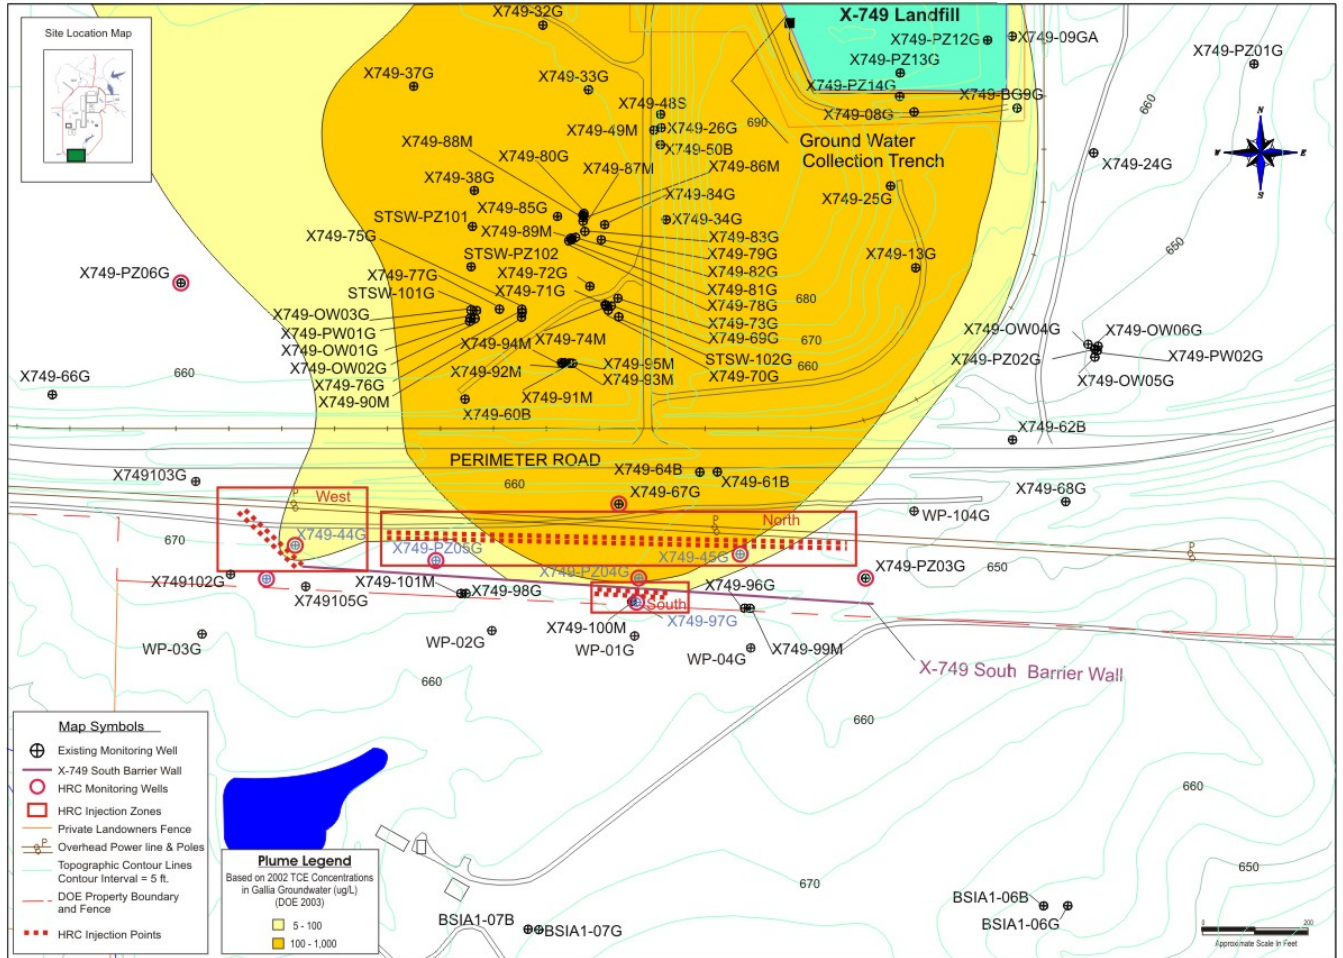 Site Location Map
X749-32G
X-749 Landfill
X749-PZ12G
X749-09GA
X749-PZ01G
X749-37G
X749-33G
X749-PZ13G
X749-PZ14G
X749-BG9G
X749-48S
X749-08G
660
690
X749-88M
X749-49M
X749-26G
X749-50B
Ground Water
Collection Trench
N
W
E
S
X749-80G
X749-87M
X749-86M
X749-24G
X749-38G
X749-84G
X749-25G
STSW-PZ101
X749-85G
X749-34G
X749-75G
X749-89M
X749-83G
X749-79G
650
STSW-PZ102
X749-82G
X749-13G
X749-PZ06G
X749-77G
X749-72G
X749-81G
STSW-101G
X749-71G
X749-78G
680
X749-OW03G
X749-73G
X749-PW01G
X749-74M
X749-69G
670
X749-OW04G
X749-OW06G
X749-OW01G
X749-94M
STSW-102G
X749-PZ02G
X749-PW02G
X749-OW02G
X749-92M
X749-95M
660
X749-66G
660
X749-76G
X749-93M
X749-70G
X749-OW05G
X749-90M
X749-91M
X749-60B
X749-62B
PERIMETER ROAD
X749103G
X749-64B
X749-61B
660
X749-67G
X749-68G
West
P
North
P
WP-104G
P
670
X749-44G
X749-PZ05G
X749-45G
650
X749102G
X749-PZ04G
X749-PZ03G
X749105G
X749-101M
X749-98G
X749-96G
South
X749-100M
X749-97G
WP-03G
WP-02G
WP-01G
WP-04G
X749-99M
X-749 South Barrier Wall
660
660
Map Symbols
Existing Monitoring Well
X-749 South Barrier Wall
HRC Monitoring Wells
HRC Injection Zones
Private Landowners Fence
P
Overhead Power line & Poles
Topographic Contour Lines
Contour Interval = 5 ft.
DOE Property Boundary
and Fence
HRC Injection Points
Plume Legend
Based on 2002 TCE Concentrations
in Gallia Groundwater (ug/L)
(DOE 2003)
5 - 100
100 - 1,000
660
650
670
BSIA1-06B
BSIA1-06G
BSIA1-07B
BSIA1-07G
0
200
Approximate Scale In Feet